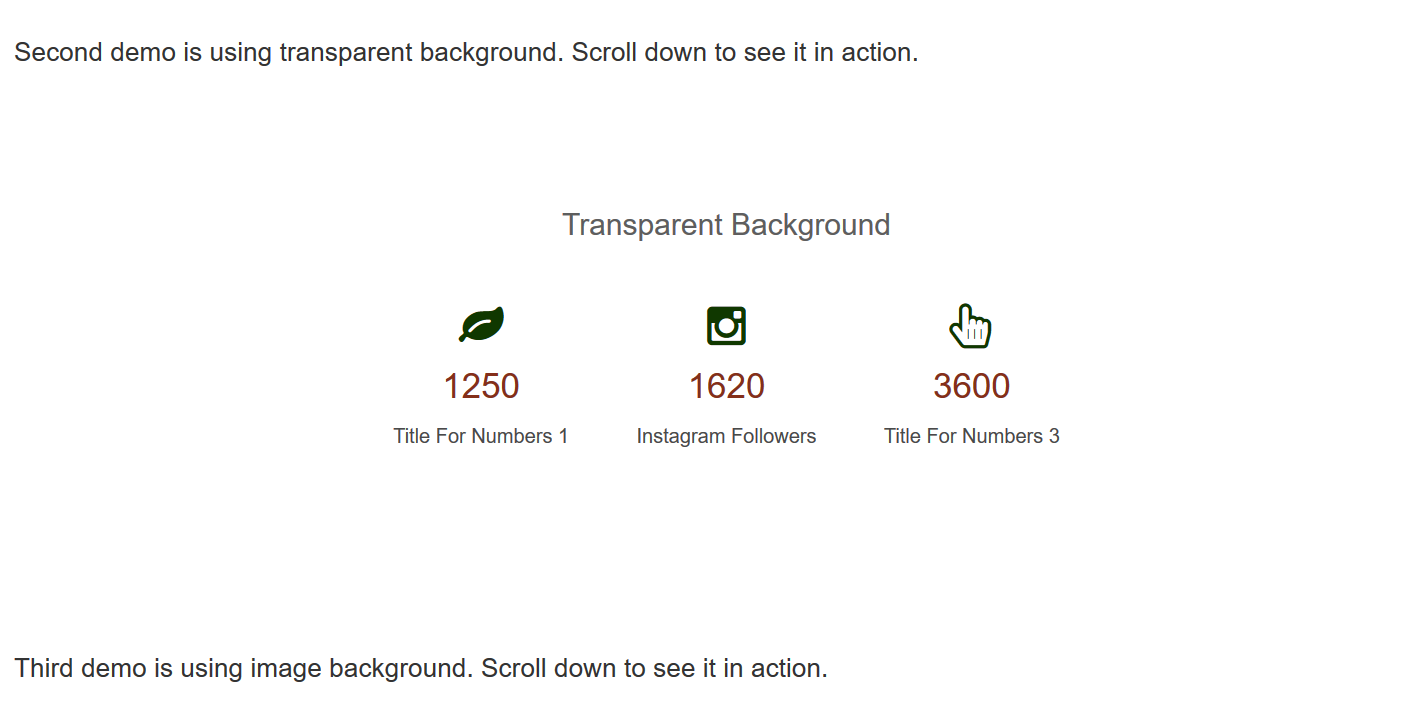 Second demo is using transparent background. Scroll down to see it in action.
Transparent Background
1250 1620 3600
Title For Numbers 1 Instagram Followers Title For Numbers 3
Third demo is using image background. Scroll down to see it in action.